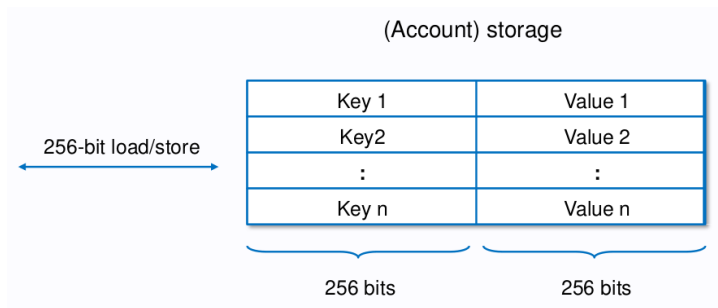 (Account) storage
Key 1 Value 1
256-bit load/store
Key2 Value 2
: :
Key n Value n
256 bits 256 bits